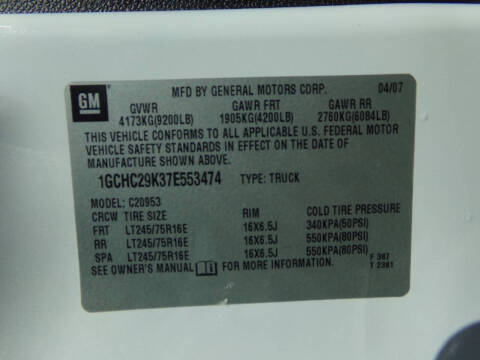 GM
MFD BY GENERAL MOTORS CORP. 04/07
GVWR GAWR FRT GAWR RR
4173KG(9200LB) 1905KG(4200LB) 2760KG(6084LB)
THIS VEHICLE CONFORMS TO ALL APPLICABLE U.S. FEDERAL MOTOR
VEHICLE SAFETY STANDARDS IN EFFECT ON THE DATE OF
MANUFACTURE SHOWN ABOVE.
1GCHC29K37E553474 TYPE: TRUCK
MODEL: C20953
CRCW TIRE SIZE RIM COLD TIRE PRESSURE
FRT LT245/75R16E 16X6.5J 340KPA(50PSI)
RR LT245/75R16E 16X6.5J 550KPA(80PSI)
SPA LT245/75R16E 16X6.5J 550KPA(80PSI)
SEE OWNER'S MANUAL FOR MORE INFORMATION. F 387
T 2381